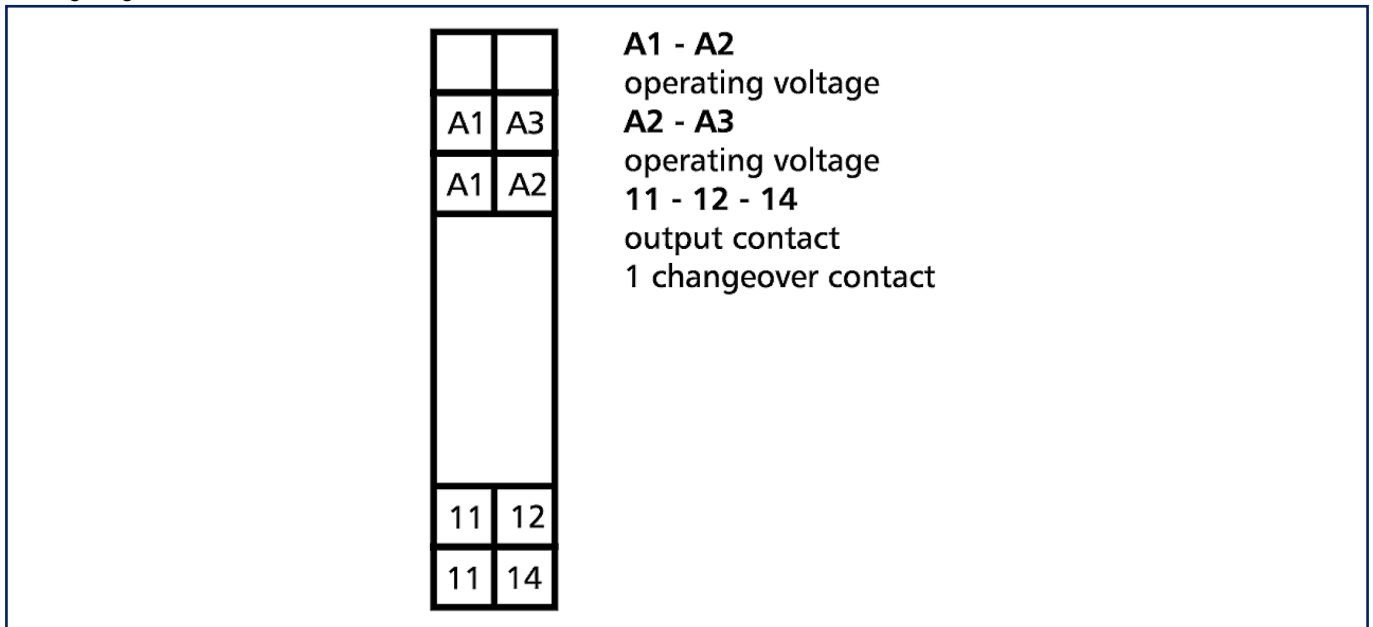 A1 A3
A1 A2
11 12
11 14
A1 - A2
operating voltage
A2 - A3
operating voltage
11 - 12 - 14
output contact
1 changeover contact